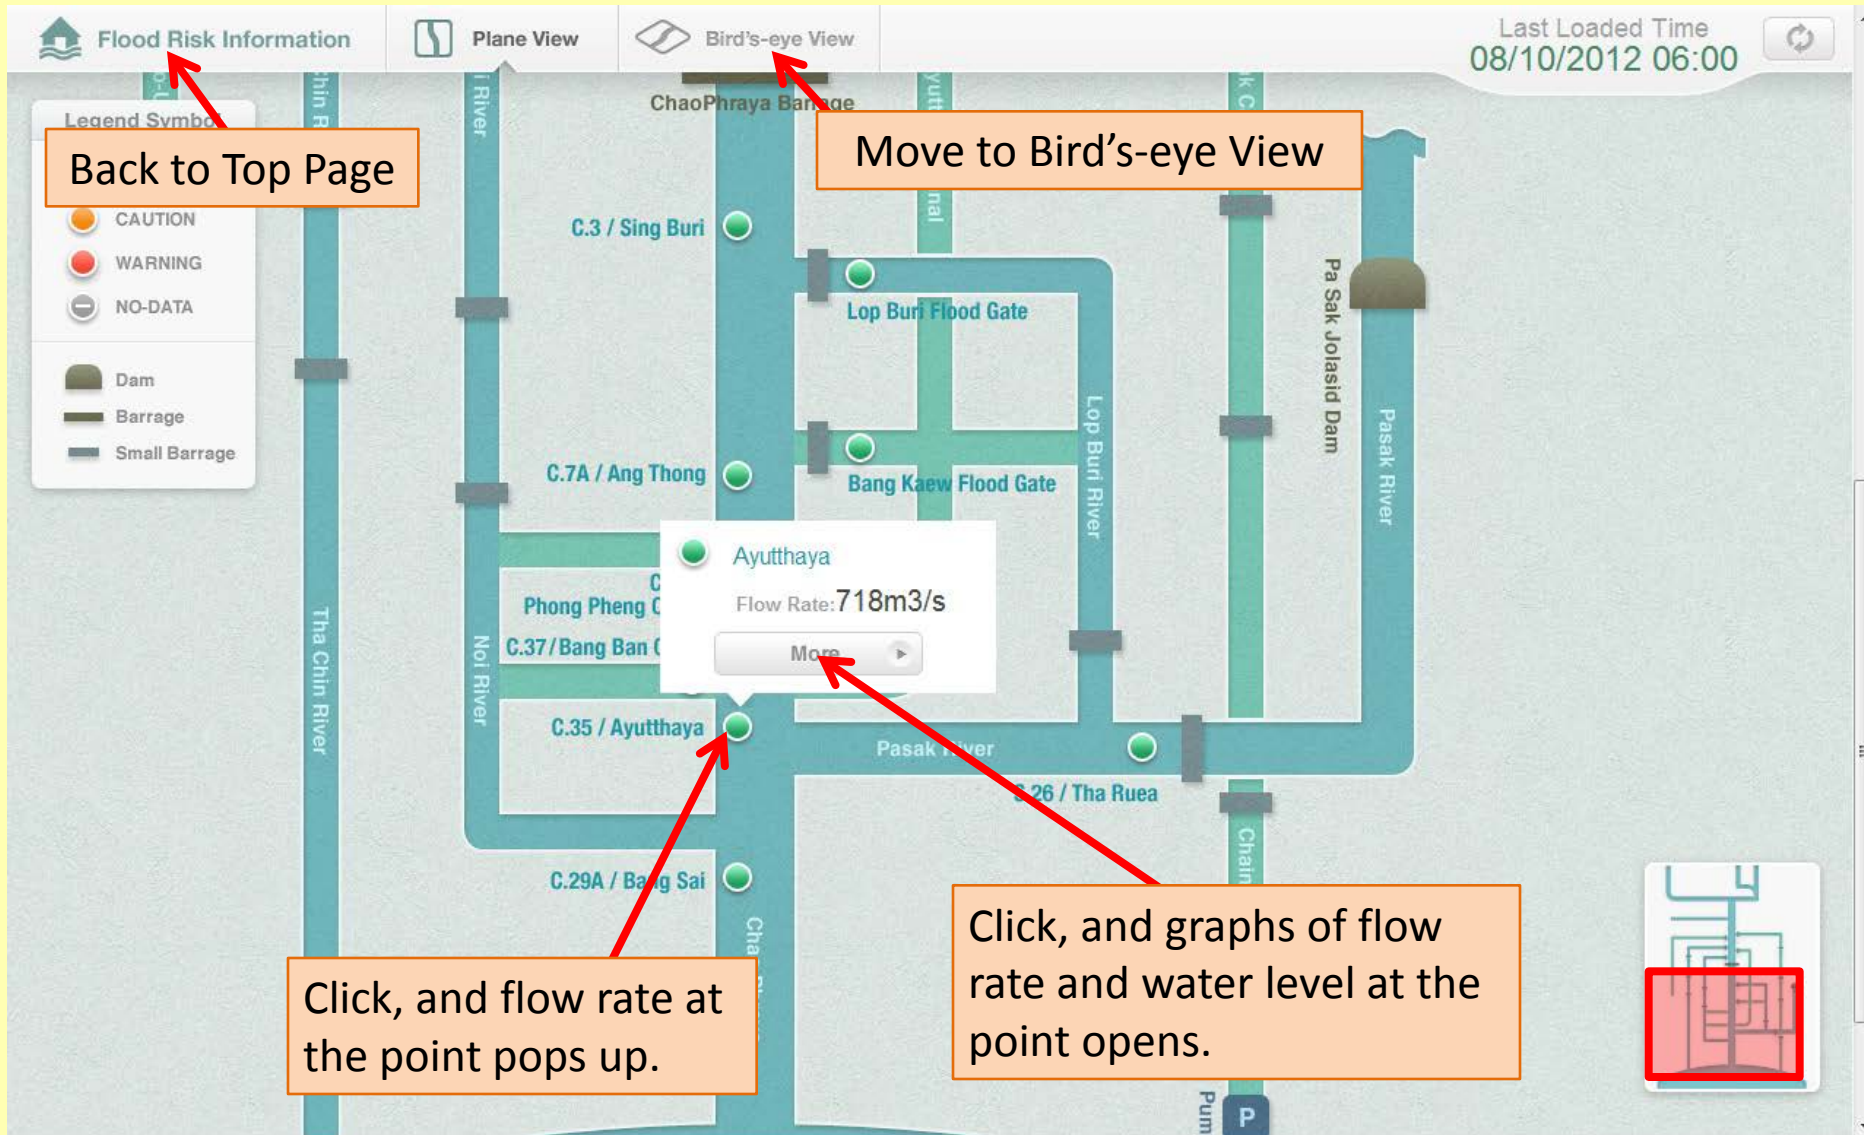 Flood Risk Information
Plane View
Bird's-eye View
Last Loaded Time
08/10/2012 06:00
Back to Top Page
Move to Bird's-eye View
ChaoPhraya Barrage
Legend Symbol
CAUTION
WARNING
NO-DATA
Dam
Barrage
Small Barrage
River
C.3 / Sing Buri
Lop Buri Flood Gate
Pa Sak Jolasid Dam
C.7A / Ang Thong
Bang Kaew Flood Gate
Lop Buri River
Pasak River
Ayutthaya
Flow Rate:718m3/s
More
Phong Pheng
C.37/Bang Ban
Tha Chin River
Noi River
C.35 / Ayutthaya
Pasak River
26 / Tha Ruea
C.29A / Bang Sai
Click, and flow rate at
the point pops up.
Click, and graphs of flow
rate and water level at the
point opens.
P